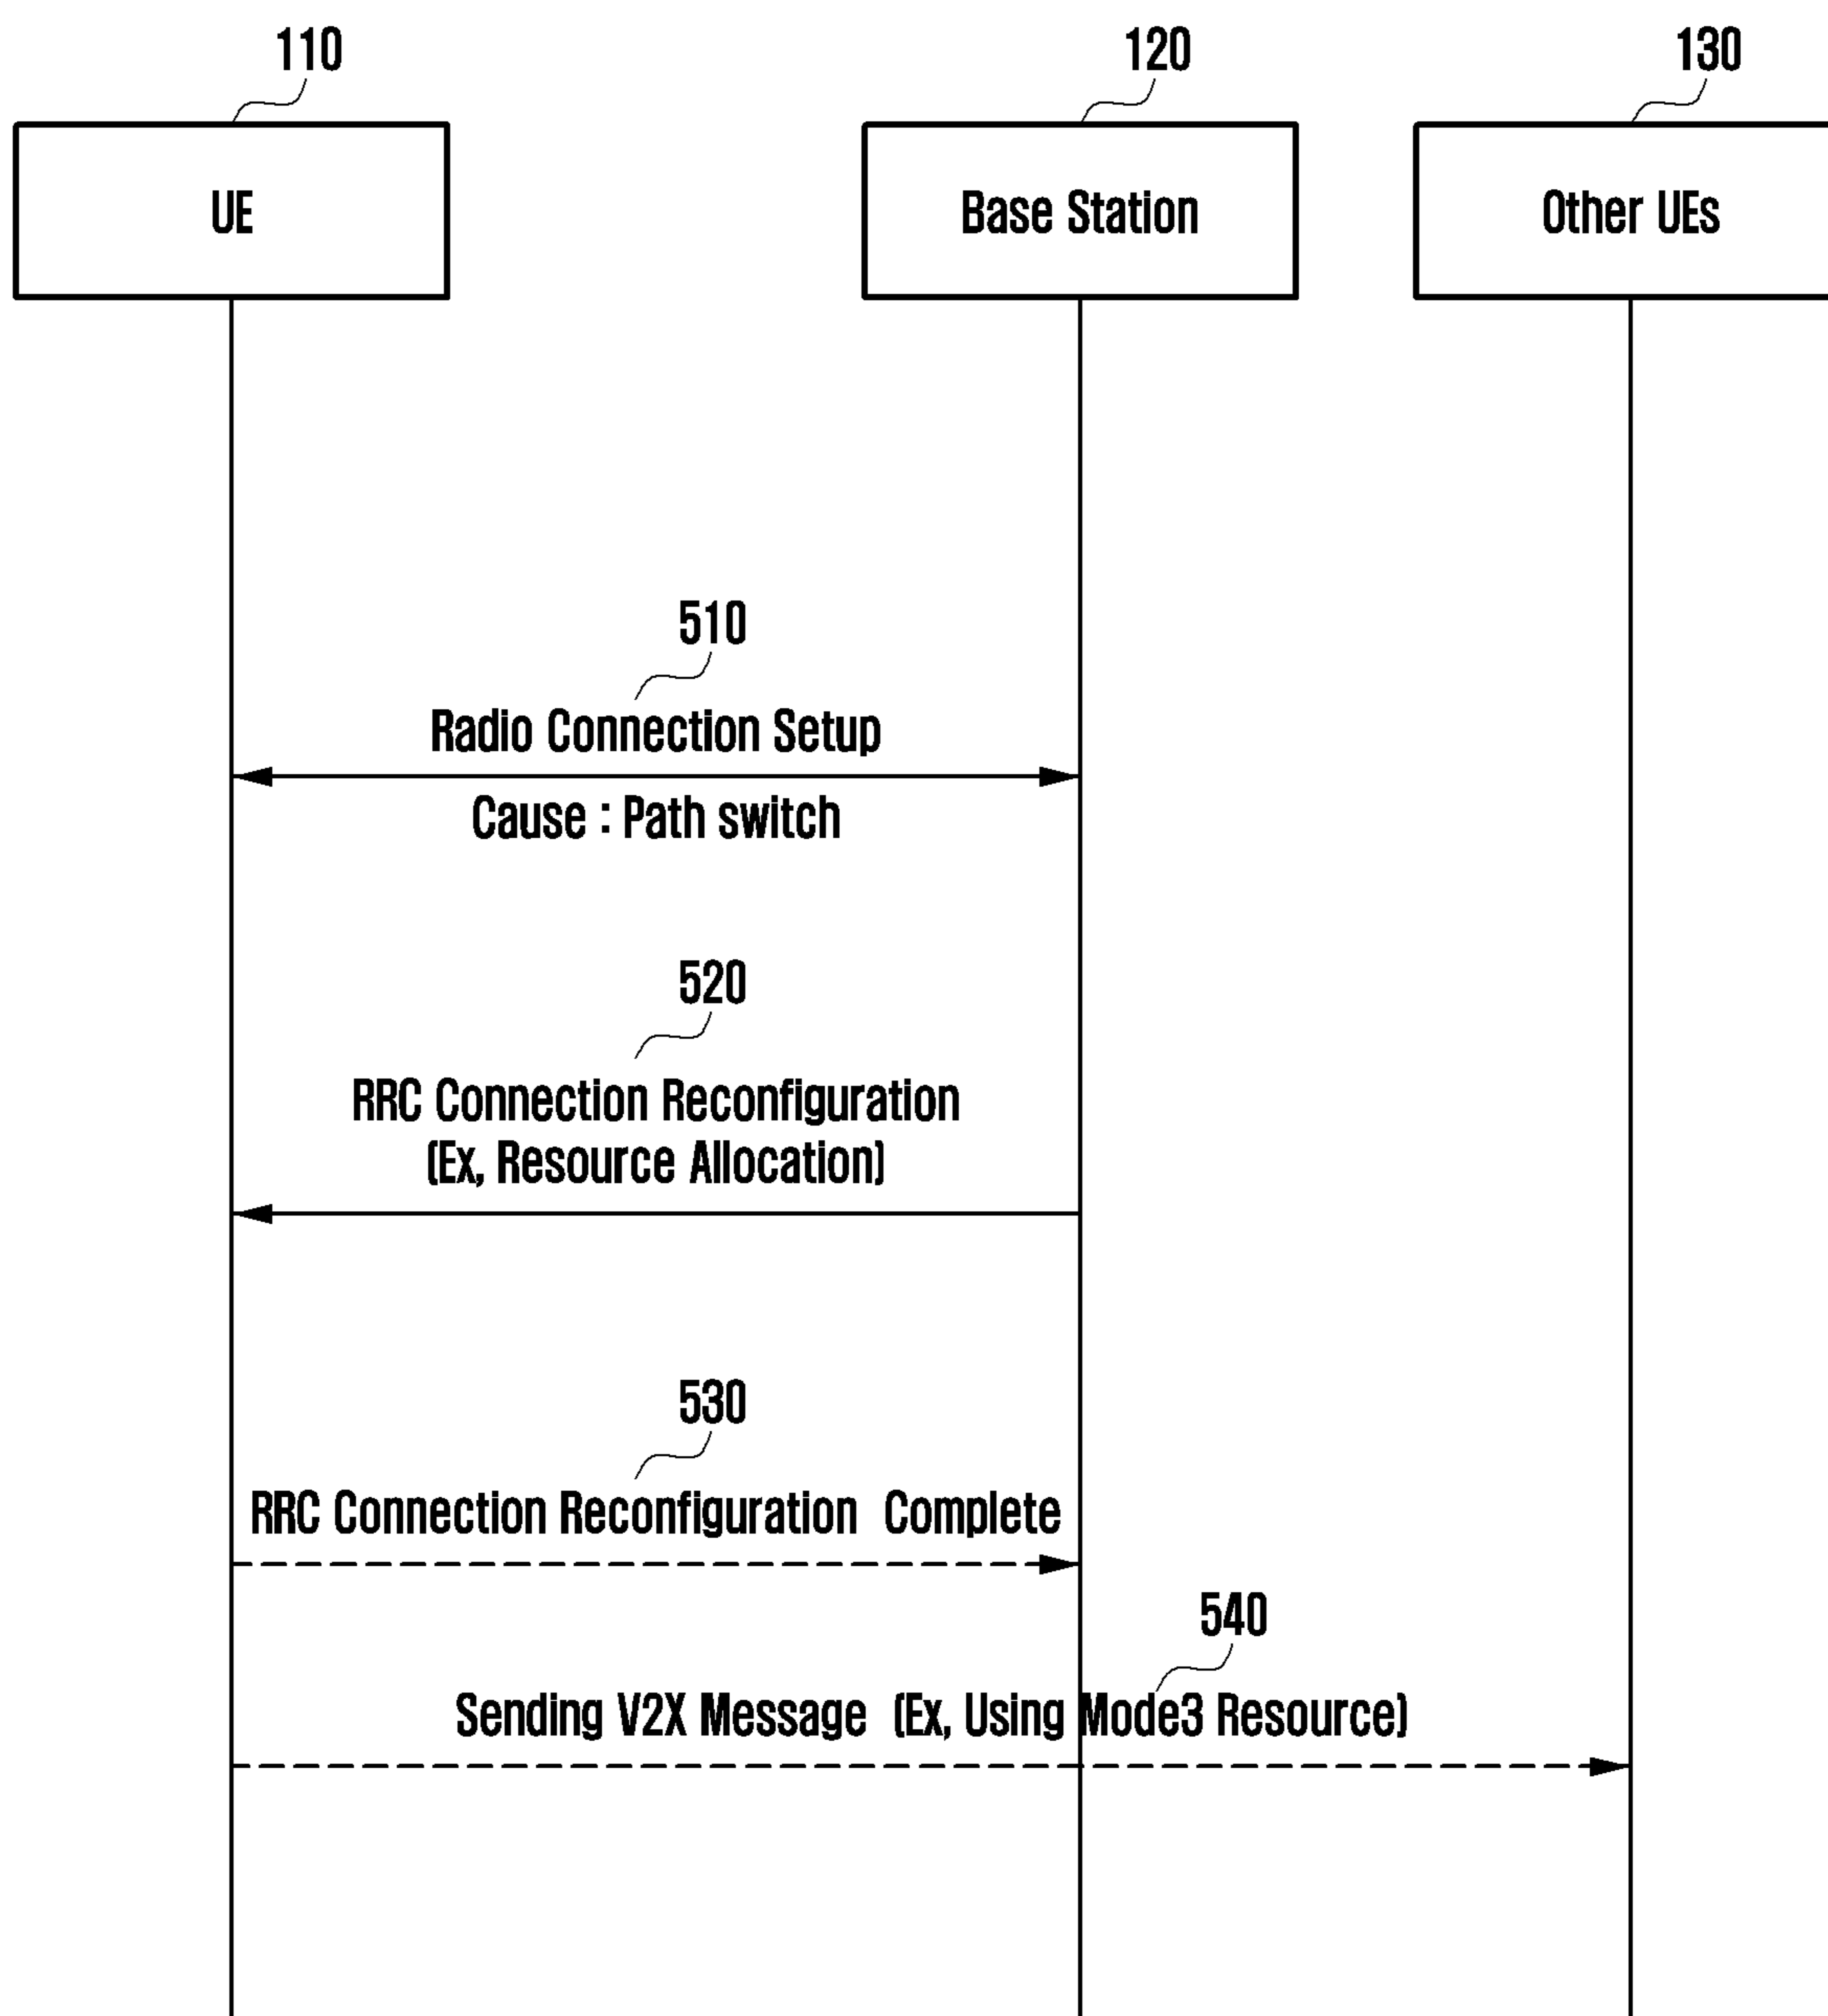 110
120
130
UE
Base Station
Other UEs
510
Radio Connection Setup
Cause : Path switch
520
RRC Connection Reconfiguration
(Ex, Resource Allocation)
530
RRC Connection Reconfiguration Complete
540
Sending V2X Message (Ex, Using Mode3 Resource)